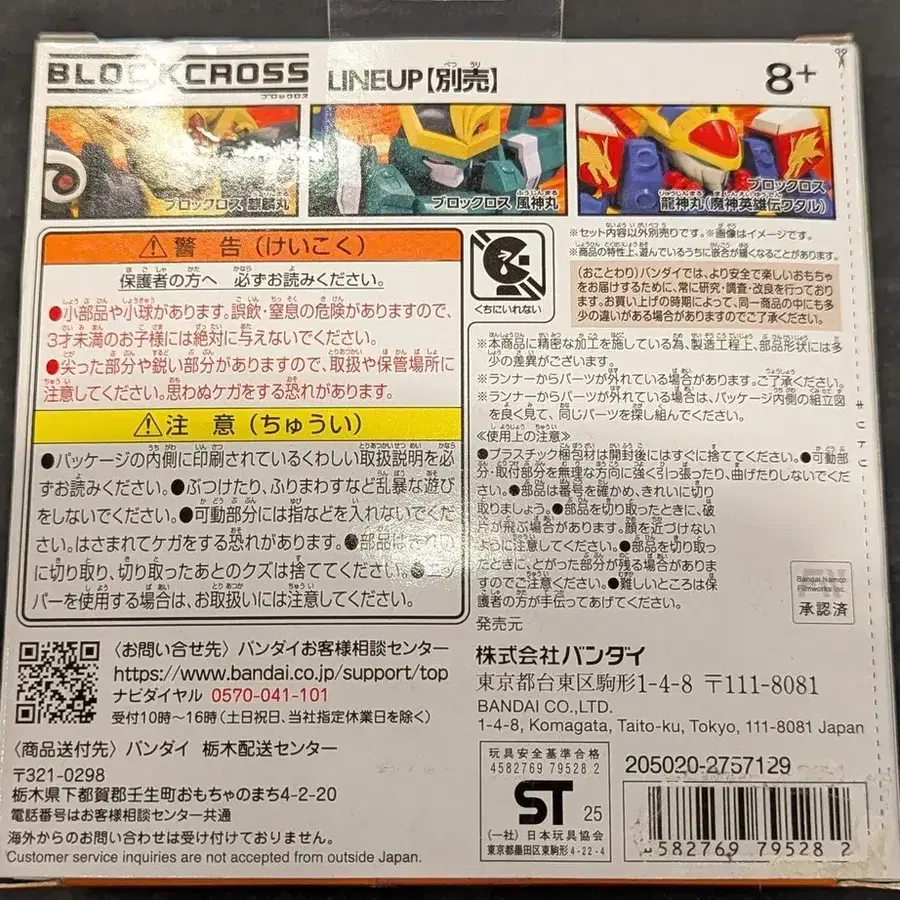 BLOCKCROSS
ブロックロス
LINEUP【別売】
8+
ブロックロス 麒麟丸
ブロックロス 風神丸
ブロックロス
龍神丸(魔神英雄伝ワタル)
※セット内容以外別売りです。※画像はイメージです。
※商品の特性上、遊んでいるうちに嵌合が緩くなることがあります。
⚠警 告(けいこく)
保護者の方へ 必ずお読みください。
●小部品や小球があります。誤飲・窒息の危険がありますので、
3才未満のお子様には絶対に与えないでください。
●尖った部分や鋭い部分がありますので、取扱や保管場所に
注意してください。思わぬケガをする恐れがあります。
⚠注 意(ちゅうい)
●パッケージの内側に印刷されているくわしい取扱説明を必
ずお読みください。●ぶつけたり、ふりまわすなど乱暴な遊び
をしないでください。●可動部分には指などを入れないでくだ
さい。はさまれてケガをする恐れがあります。●部品はきれい
に切り取り、切り取ったあとのクズは捨ててください。●
パーを使用する場合は、お取扱いには注意してください。
くちにいれない
(おことわり)バンダイでは、より安全で楽しいおもちゃ
をお届けするために、常に研究・調査・改良を行っており
ます。お買い上げの時期によって、同一商品の中にも多
少の違いがある場合がありますのでご了承ください。
※本商品に精密な加工を施している為、製造工程上、部品形状には多
少の差異がございます。
※ランナーからパーツが外れている場合があります。ご了承ください。
※ランナーからパーツが外れている場合は、パッケージ内側の組立図
を良く見て、同じパーツを探し組んでください。
≪使用上の注意≫
●プラスチック梱包材は開封後にはすぐに捨ててください。●可動部
分・取付部分を無理な方向に強く引っ張ったり、曲げたりしないでくだ
さい。●部品は番号を確かめ、きれいに切り
取りましょう。●部品を切り取ったときに、破
片が飛ぶ場合があります。顔を近づけない
ように注意してください。●部品を切り取っ
たときに、とがった部分が残る場合があります
のでご注意ください。●難しいところは保
護者の方が手伝ってあげてください。
Bandai Namco
Filmworks Inc.
承認済
発売元
株式会社バンダイ
東京都台東区駒形1-4-8 〒111-8081
BANDAI CO.,LTD.
1-4-8, Komagata, Taito-ku, Tokyo, 111-8081 Japan
〈お問い合せ先〉バンダイお客様相談センター
https://www.bandai.co.jp/support/top
ナビダイヤル 0570-041-101
受付10時〜16時(土日祝日、当社指定休業日を除く)
〈商品送付先〉バンダイ 栃木配送センター
〒321-0298
栃木県下都賀郡壬生町おもちゃのまち4-2-20
電話番号はお客様相談センター共通
海外からのお問い合わせは受け付けておりません。
Customer service inquiries are not accepted from outside Japan.
玩具安全基準合格
4582769 79528 2
ST 25
(一社)日本玩具協会
東京都墨田区東駒形 4-22-4
205020-2757129
4 582769 795282